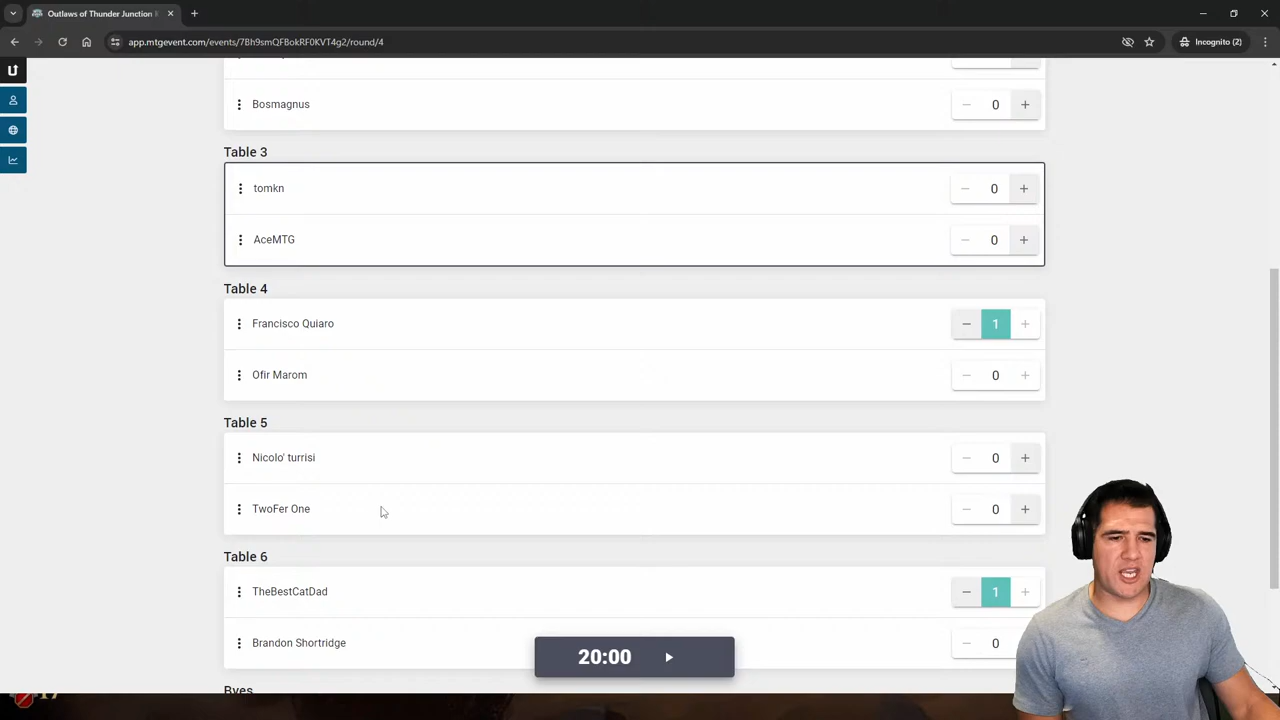 Outlaws of Thunder Junction
app.mtgevent.com/events/7Bh9smQFBokRF0KVT4g2/round/4
Incognito (2)
Bosmagnus
0
Table 3
tomkn
0
AceMTG
0
Table 4
Francisco Quiaro
1
Ofir Marom
0
Table 5
Nicolo' turrisi
0
TwoFer One
0
Table 6
TheBestCatDad
1
Brandon Shortridge
0
20:00
Byes
17